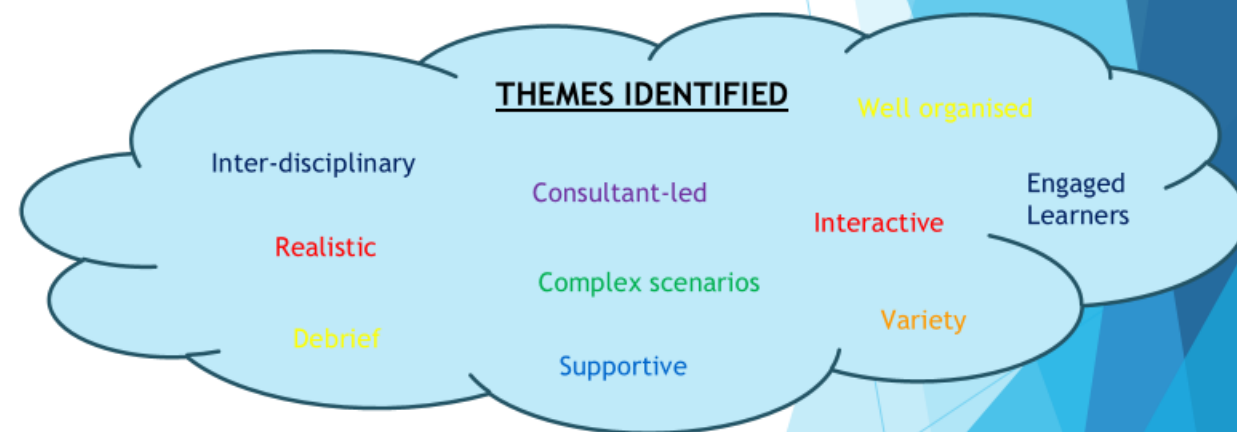 THEMES IDENTIFIED
Well organised
Inter-disciplinary
Consultant-led
Engaged
Learners
Interactive
Realistic
Complex scenarios
Variety
Debrief
Supportive